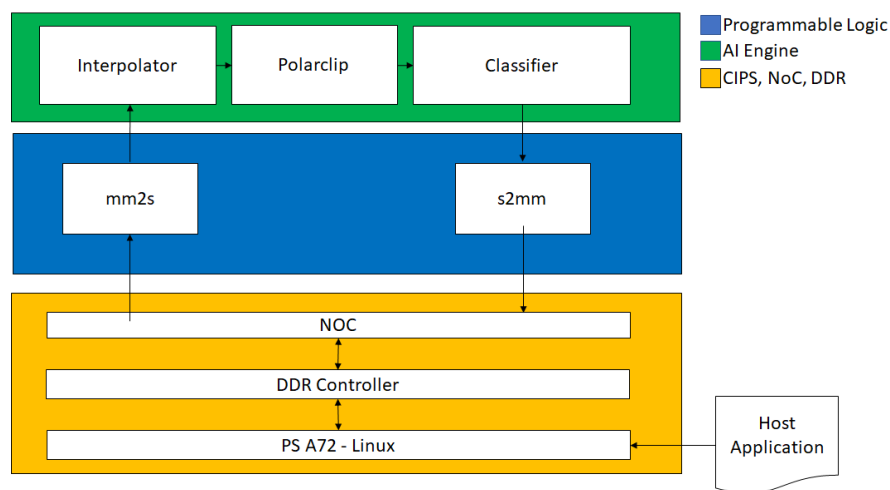 Interpolator
Polarclip
Classifier
Programmable Logic
AI Engine
CIPS, NoC, DDR
mm2s
s2mm
NOC
DDR Controller
PS A72 - Linux
Host
Application